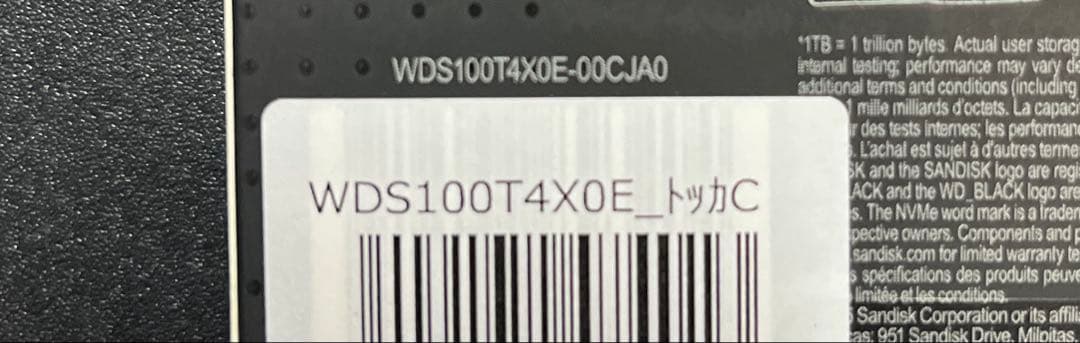 WDS100T4X0E-00CJA0
WDS100T4X0E_ﾄｯｶC
*1TB = 1 trillion bytes. Actual user storag
internal testing; performance may vary de
additional terms and conditions (including
1 mille milliards d'octets. La capaci
r des tests internes; les performan
s. L'achat est sujet à d'autres terme
SK and the SANDISK logo are regi
ACK and the WD_BLACK logo are
s. The NVMe word mark is a tradem
pective owners. Components and p
.sandisk.com for limited warranty te
s spécifications des produits peuve
limitée et les conditions.
Sandisk Corporation or its affilia
as: 951 Sandisk Drive, Milpitas,